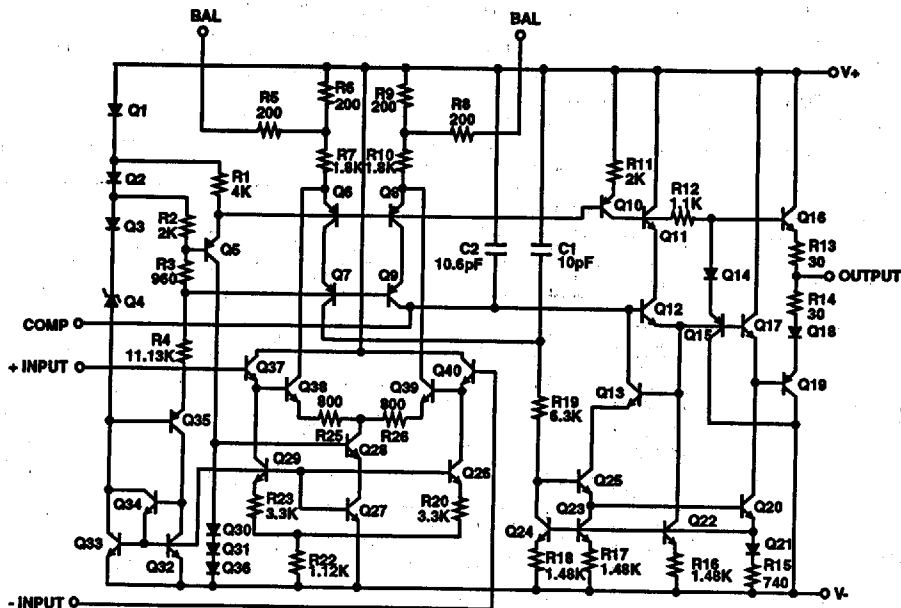 BAL
BAL
V+
R5
200
R6
200
R9
200
R8
200
Q1
R7
1.8K
R10
1.8K
R11
2K
Q2
R1
4K
Q6
Q8
R12
1.1K
Q10
Q16
R2
2K
Q3
Q5
Q11
R13
30
R3
960
C2
10.6pF
C1
10pF
Q14
OUTPUT
Q7
Q9
Q4
Q12
R14
30
COMP
Q15
Q17
Q18
R4
11.13K
+ INPUT
Q37
Q38
Q39
Q40
Q13
Q19
800
800
R19
6.3K
R25
R26
Q35
Q28
Q29
Q26
Q25
Q34
R23
3.3K
Q27
R20
3.3K
Q23
Q22
Q20
Q33
Q32
Q30
Q31
Q36
R22
1.12K
Q24
R18
1.48K
R17
1.48K
R16
1.48K
Q21
R15
740
V-
- INPUT